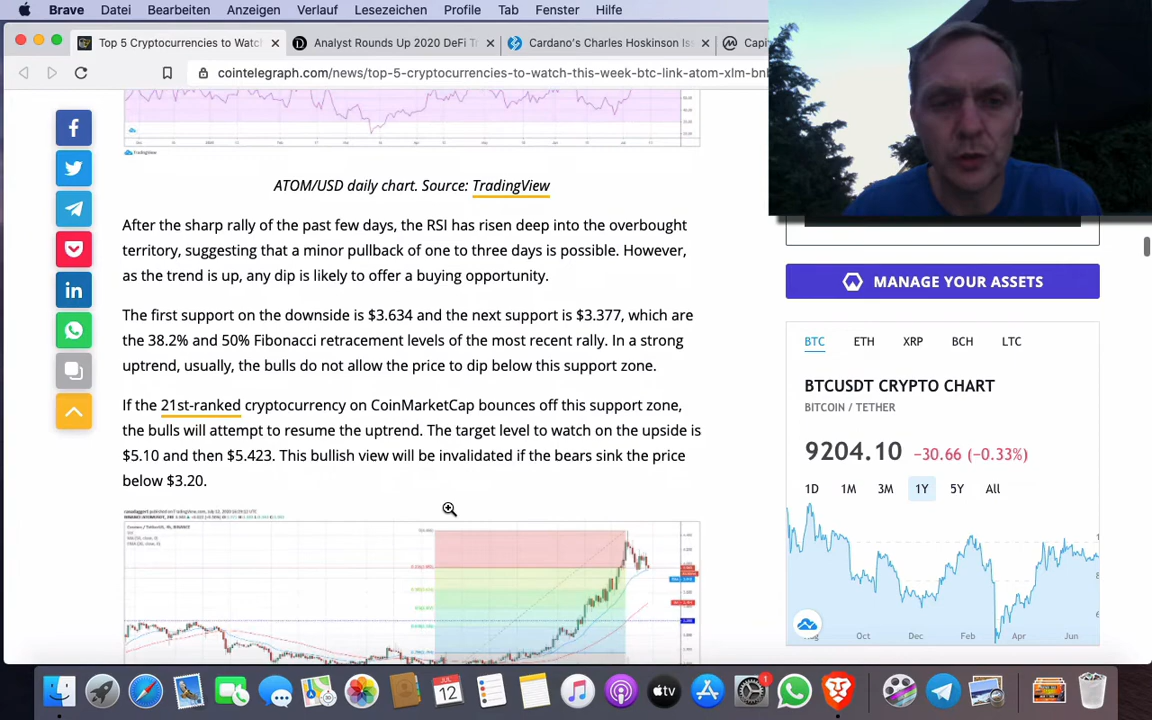 Brave Datei Bearbeiten Anzeigen Verlauf Lesezeichen Profile Tab Fenster Hilfe
Top 5 Cryptocurrencies to Watch
Analyst Rounds Up 2020 DeFi T
Cardano's Charles Hoskinson Is
Capi
cointelegraph.com/news/top-5-cryptocurrencies-to-watch-this-week-btc-link-atom-xlm-bnb
TradingView
ATOM/USD daily chart. Source: TradingView
After the sharp rally of the past few days, the RSI has risen deep into the overbought
territory, suggesting that a minor pullback of one to three days is possible. However,
as the trend is up, any dip is likely to offer a buying opportunity.
The first support on the downside is $3.634 and the next support is $3.377, which are
the 38.2% and 50% Fibonacci retracement levels of the most recent rally. In a strong
uptrend, usually, the bulls do not allow the price to dip below this support zone.
If the 21st-ranked cryptocurrency on CoinMarketCap bounces off this support zone,
the bulls will attempt to resume the uptrend. The target level to watch on the upside is
$5.10 and then $5.423. This bullish view will be invalidated if the bears sink the price
below $3.20.
MANAGE YOUR ASSETS
BTC ETH XRP BCH LTC
BTCUSDT CRYPTO CHART
BITCOIN / TETHER
9204.10 −30.66 (−0.33%)
1D 1M 3M 1Y 5Y All
Aug Oct Dec Feb Apr Jun
JUL
12
1